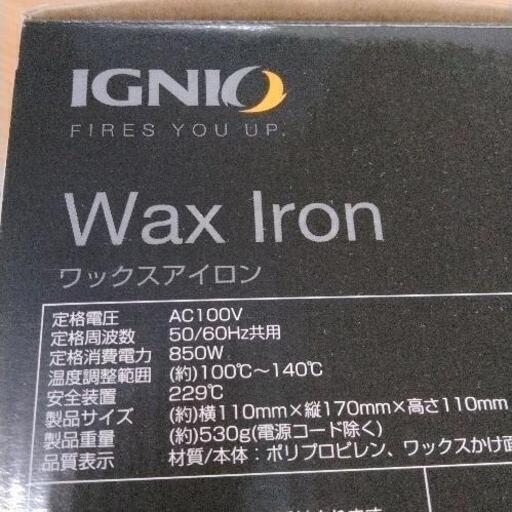 IGNIO
FIRES YOU UP.
Wax Iron
ワックスアイロン
定格電圧 AC100V
定格周波数 50/60Hz共用
定格消費電力 850W
温度調整範囲 (約)100℃～140℃
安全装置 229℃
製品サイズ (約)横110mm×縦170mm×高さ110mm
製品重量 (約)530g(電源コード除く)
品質表示 材質/本体：ポリプロピレン、ワックスかけ面